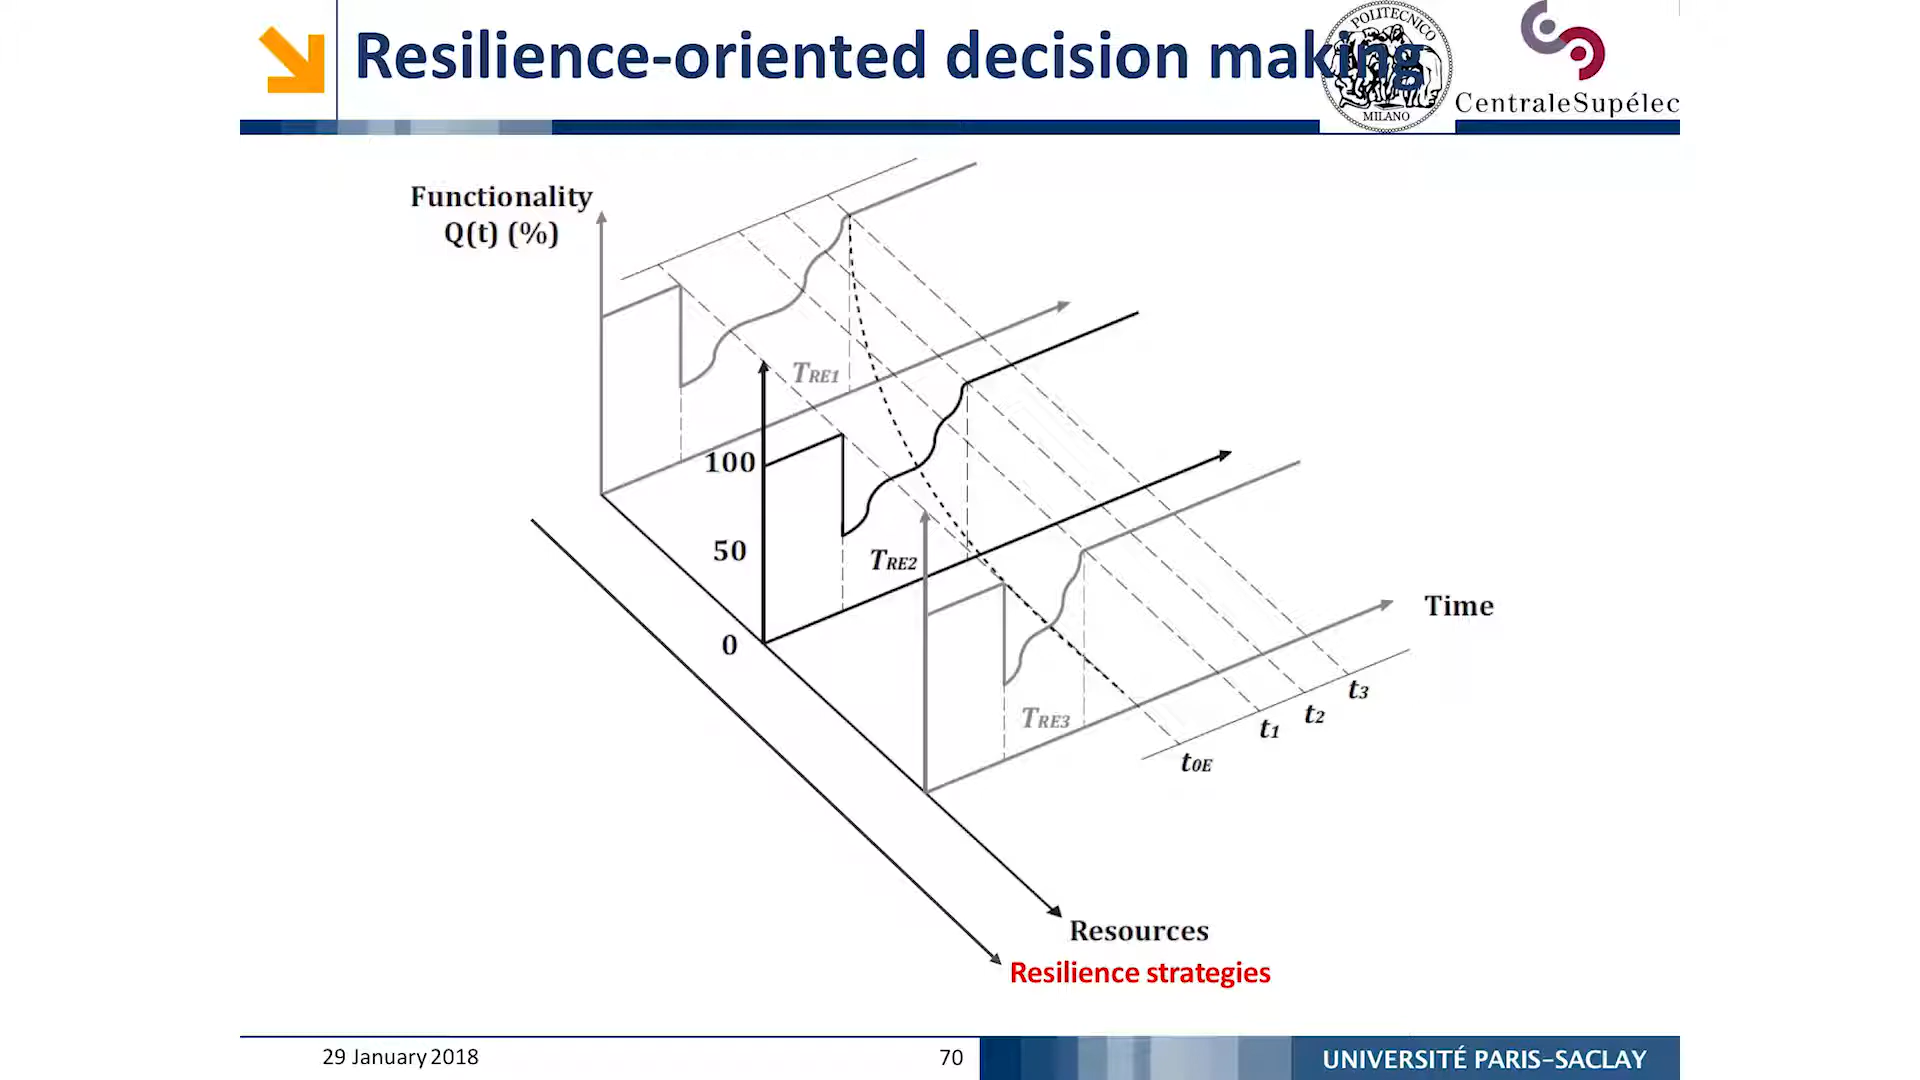 Resilience-oriented decision making
POLITECNICO
MILANO
CentraleSupélec
Functionality
Q(t) (%)
TRE1
100
50
TRE2
0
Time
TRE3
t3
t2
t1
t0E
Resources
Resilience strategies
29 January 2018
70
UNIVERSITÉ PARIS-SACLAY